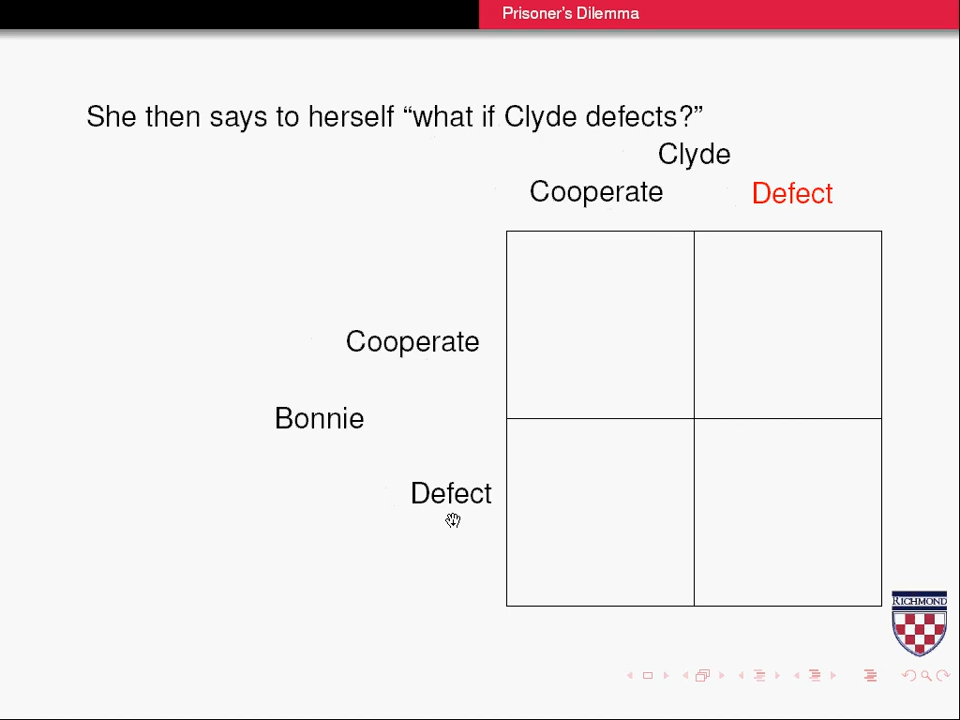 Prisoner's Dilemma
She then says to herself “what if Clyde defects?”
Clyde
Cooperate Defect
Cooperate
Bonnie
Defect
RICHMOND